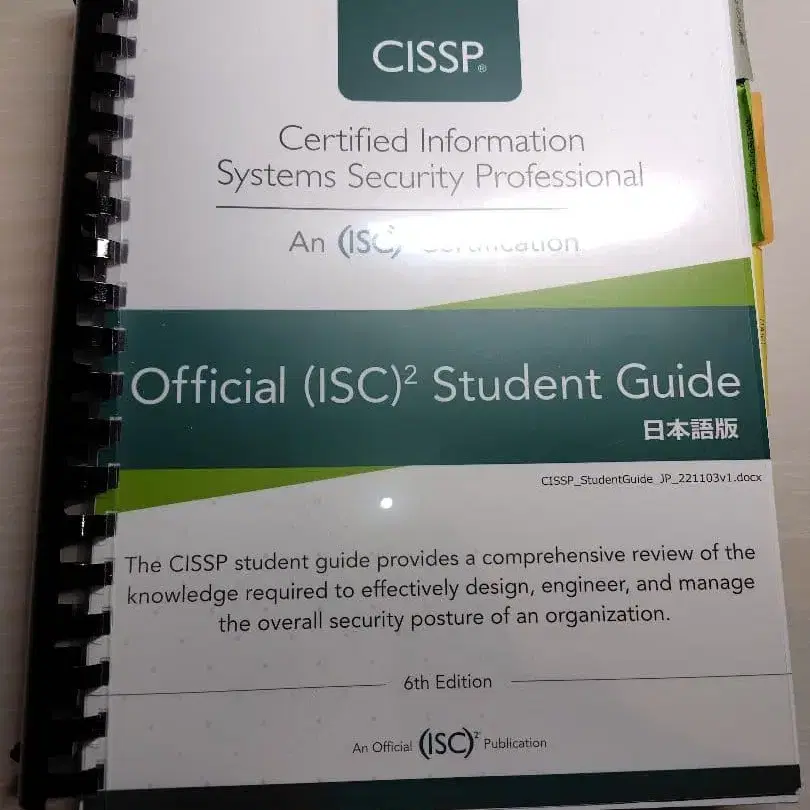 CISSP®
Certified Information
Systems Security Professional
An (ISC)
Official (ISC)² Student Guide
日本語版
CISSP_StudentGuide_JP_221103v1.docx
The CISSP student guide provides a comprehensive review of the
knowledge required to effectively design, engineer, and manage
the overall security posture of an organization.
6th Edition
An Official (ISC)² Publication